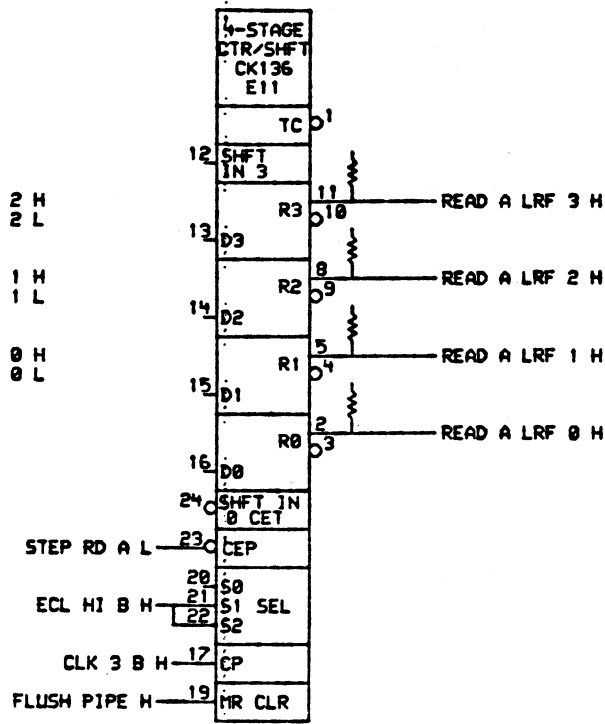 4-STAGE
CTR/SHFT
CK136
E11
TC 1
12 SHFT
IN 3
2 H
2 L
R3 11 READ A LRF 3 H
10
13 D3
1 H
1 L
R2 8 READ A LRF 2 H
9
14 D2
0 H
0 L
R1 5 READ A LRF 1 H
4
15 D1
R0 2 READ A LRF 0 H
3
16 D0
24 SHFT IN
0 CET
STEP RD A L 23 CEP
20 S0
ECL HI B H 21 S1 SEL
22 S2
CLK 3 B H 17 CP
FLUSH PIPE H 19 MR CLR